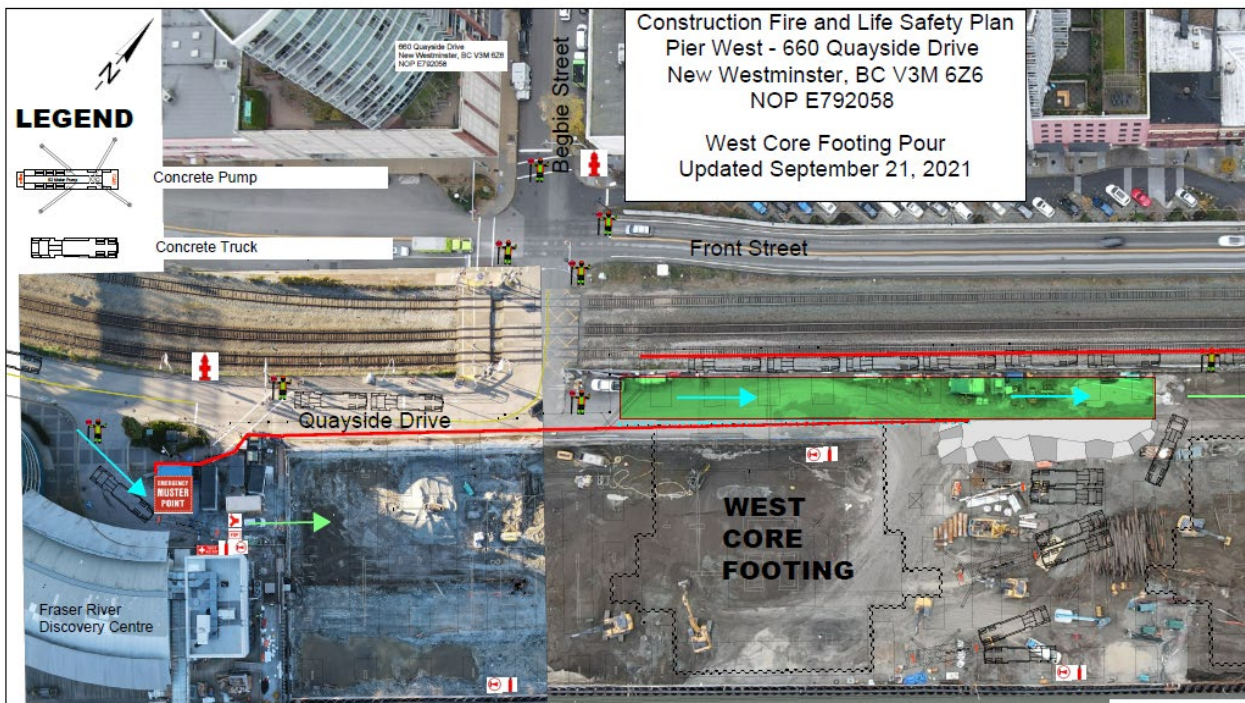 Construction Fire and Life Safety Plan
Pier West - 660 Quayside Drive
New Westminster, BC V3M 6Z6
NOP E792058
West Core Footing Pour
Updated September 21, 2021
660 Quayside Drive
New Westminster, BC V3M 6Z6
NOP E792058
Begbie Street
N
LEGEND
Concrete Pump
Concrete Truck
Front Street
Quayside Drive
EMERGENCY
MUSTER
POINT
WEST
CORE
FOOTING
Fraser River
Discovery Centre